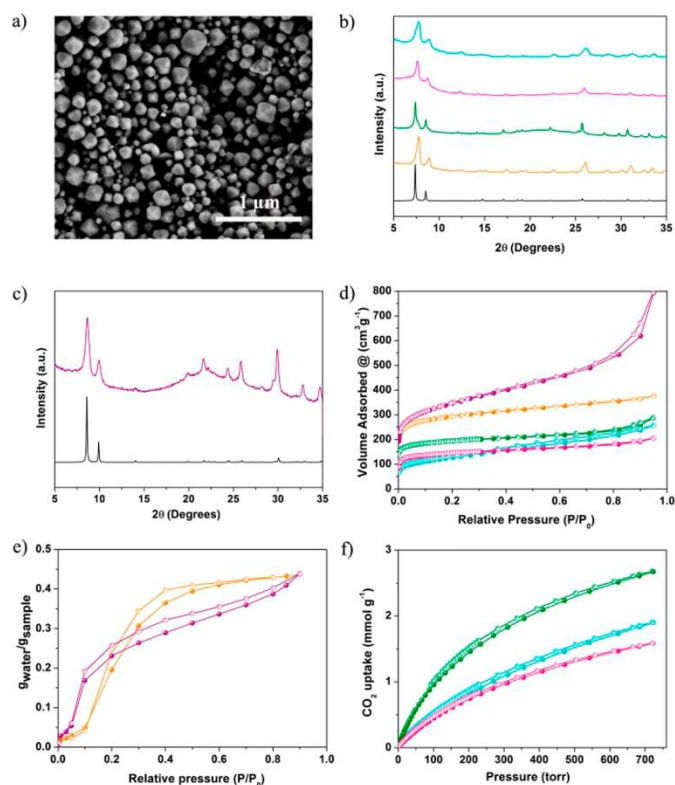 a)
1 μm
b)
Intensity (a.u.)
5 10 15 20 25 30 35
2θ (Degrees)
c)
Intensity (a.u.)
5 10 15 20 25 30 35
2θ (Degrees)
d)
800
700
600
500
400
300
200
100
0
Volume Adsorbed @ (cm³g⁻¹)
0.0 0.2 0.4 0.6 0.8 1.0
Relative Pressure (P/P₀)
e)
0.5
0.4
0.3
0.2
0.1
0.0
gwater/gsample
0.0 0.2 0.4 0.6 0.8 1.0
Relative pressure (P/P₀)
f)
3
2
1
0
CO₂ uptake (mmol g⁻¹)
0 100 200 300 400 500 600 700
Pressure (torr)